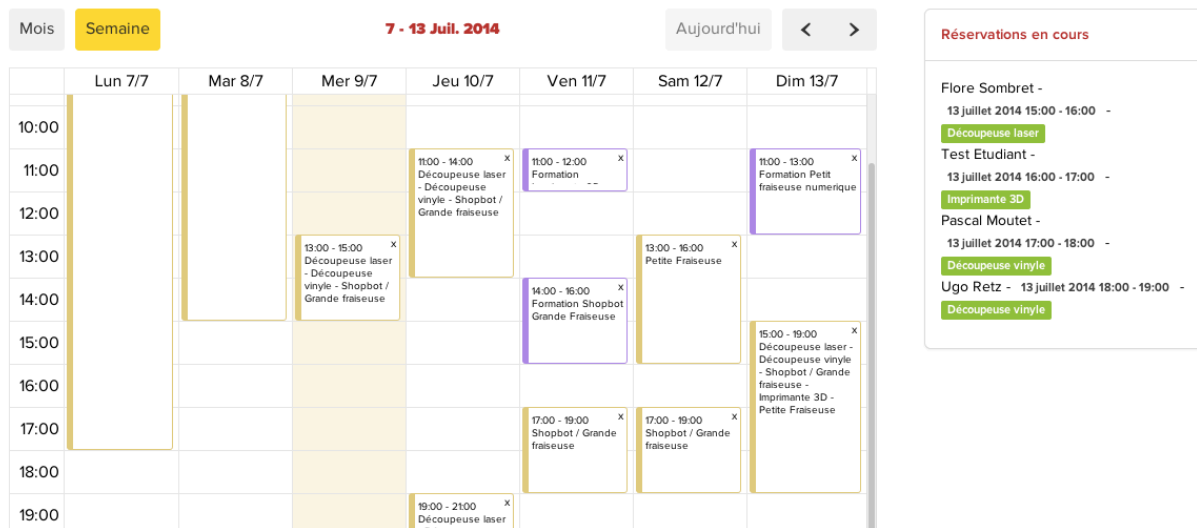 Mois
Semaine
7 - 13 Juil. 2014
Aujourd'hui
Lun 7/7
Mar 8/7
Mer 9/7
Jeu 10/7
Ven 11/7
Sam 12/7
Dim 13/7
10:00
11:00
12:00
13:00
14:00
15:00
16:00
17:00
18:00
19:00
13:00 - 15:00 x
Découpeuse laser
- Découpeuse
vinyle - Shopbot /
Grande fraiseuse
11:00 - 14:00 x
Découpeuse laser
- Découpeuse
vinyle - Shopbot /
Grande fraiseuse
19:00 - 21:00 x
Découpeuse laser
11:00 - 12:00 x
Formation
14:00 - 16:00 x
Formation Shopbot
Grande Fraiseuse
17:00 - 19:00 x
Shopbot / Grande
fraiseuse
13:00 - 16:00 x
Petite Fraiseuse
17:00 - 19:00 x
Shopbot / Grande
fraiseuse
11:00 - 13:00 x
Formation Petit
fraiseuse numerique
15:00 - 19:00 x
Découpeuse laser -
Découpeuse vinyle
- Shopbot / Grande
fraiseuse -
Imprimante 3D -
Petite Fraiseuse
Réservations en cours
Flore Sombret -
13 juillet 2014 15:00 - 16:00 -
Découpeuse laser
Test Etudiant -
13 juillet 2014 16:00 - 17:00 -
Imprimante 3D
Pascal Moutet -
13 juillet 2014 17:00 - 18:00 -
Découpeuse vinyle
Ugo Retz - 13 juillet 2014 18:00 - 19:00 -
Découpeuse vinyle